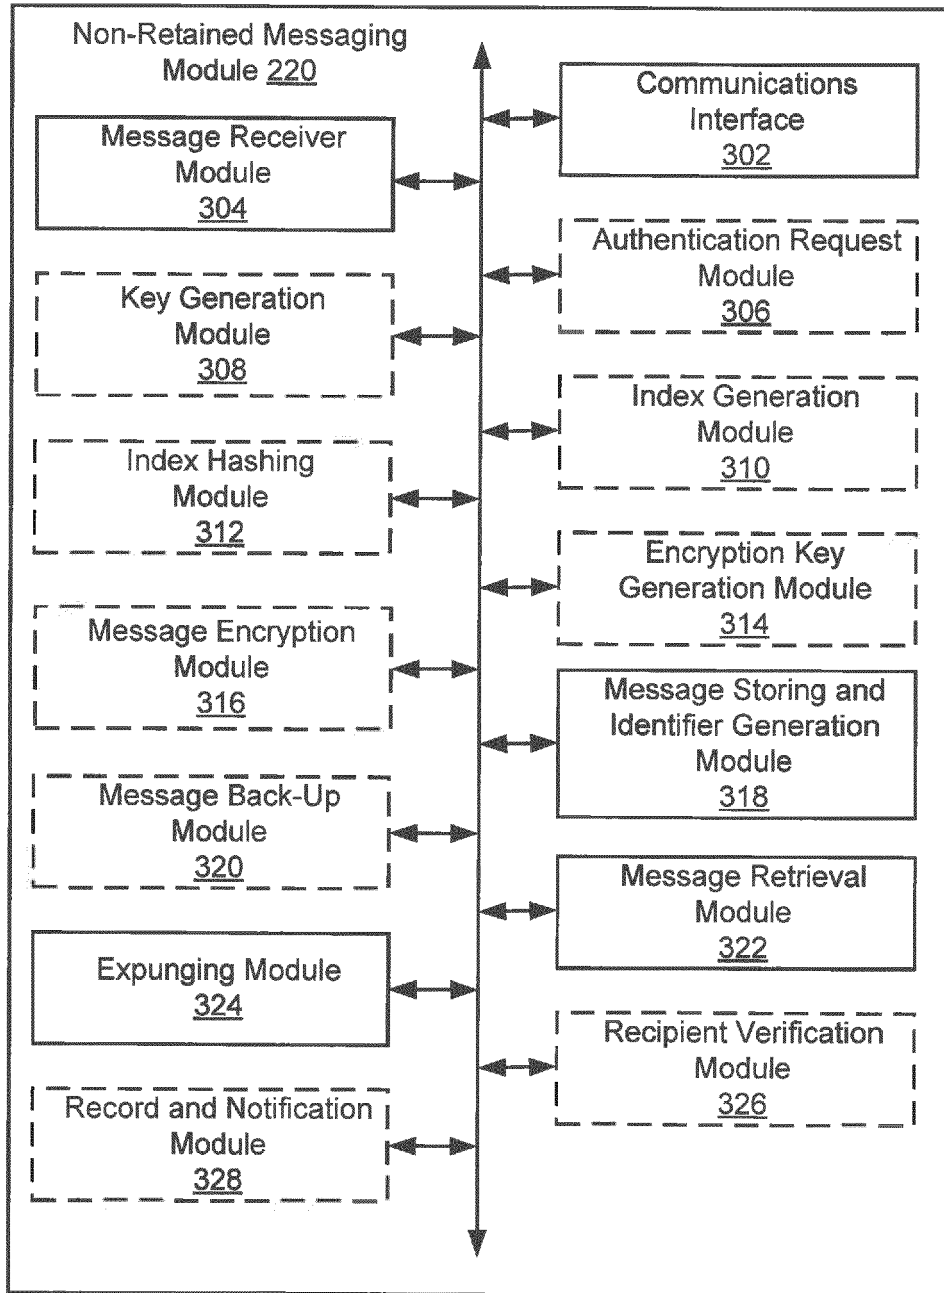 Non-Retained Messaging
Module 220
Communications
Interface
302
Message Receiver
Module
304
Authentication Request
Module
306
Key Generation
Module
308
Index Generation
Module
310
Index Hashing
Module
312
Encryption Key
Generation Module
314
Message Encryption
Module
316
Message Storing and
Identifier Generation
Module
318
Message Back-Up
Module
320
Message Retrieval
Module
322
Expunging Module
324
Recipient Verification
Module
326
Record and Notification
Module
328